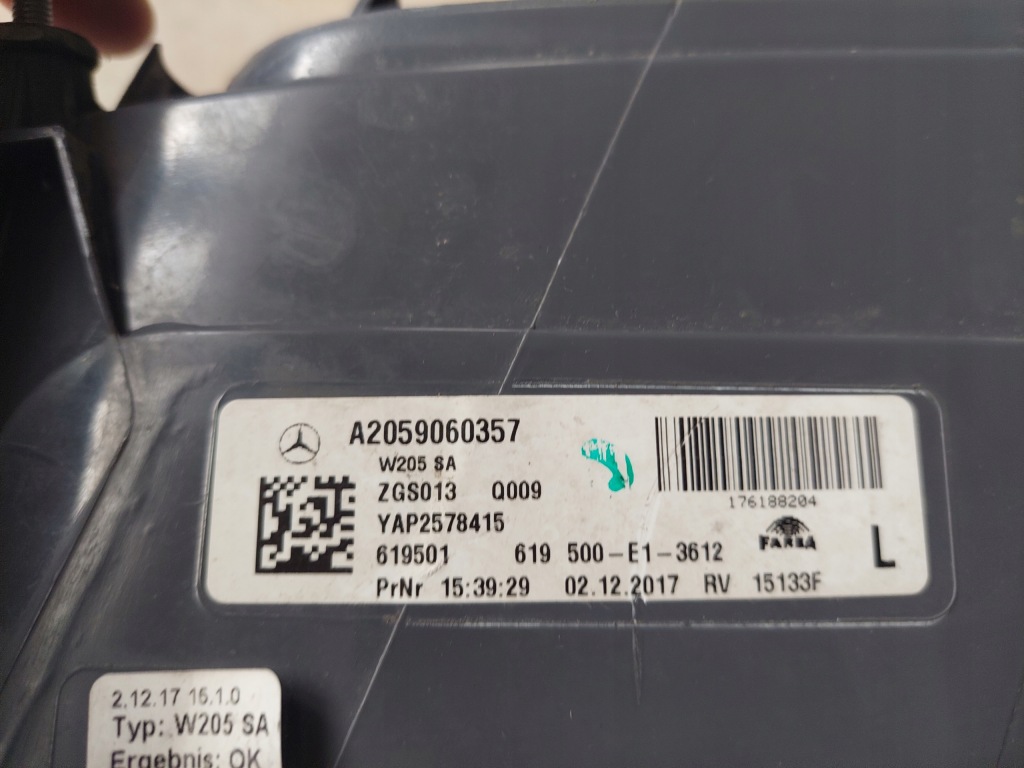 A2059060357
W205 SA
ZGS013 Q009
YAP2578415
619501 619 500-E1-3612
PrNr 15:39:29 02.12.2017 RV 15133F
176188204
FARBA
L
2.12.17 16.1.0
Typ: W205 SA
Ergebnis: OK